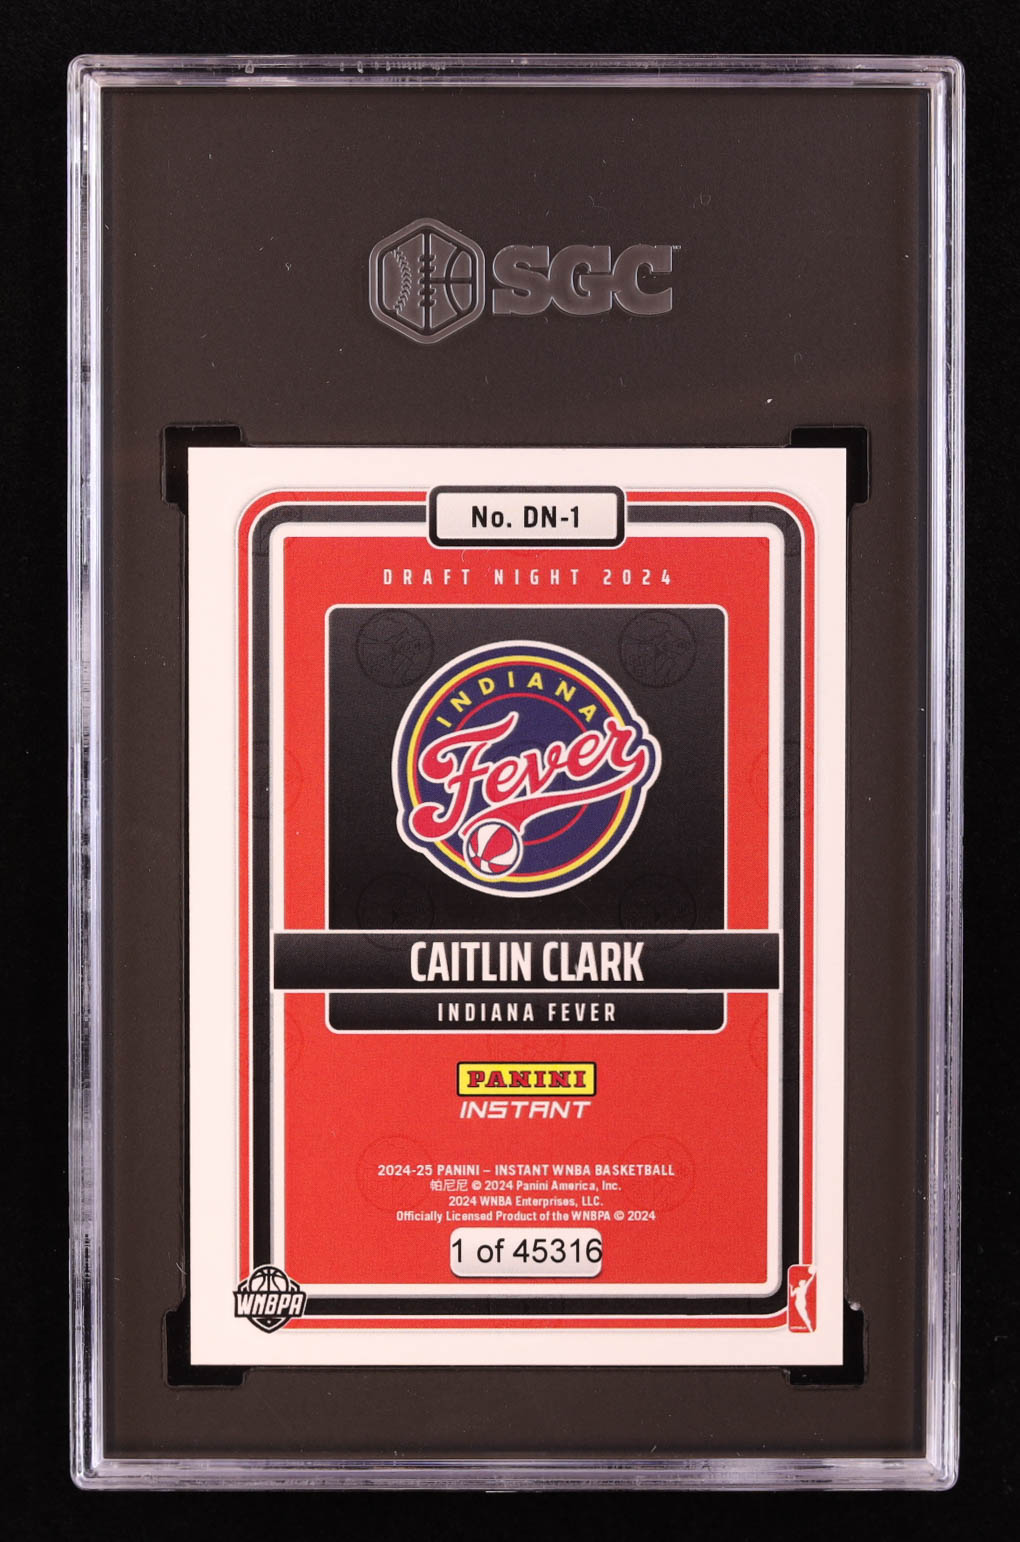 SGC
No. DN-1
DRAFT NIGHT 2024
INDIANA
Fever
CAITLIN CLARK
INDIANA FEVER
PANINI
INSTANT
2024-25 PANINI – INSTANT WNBA BASKETBALL
帕尼尼 © 2024 Panini America, Inc.
2024 WNBA Enterprises, LLC.
Officially Licensed Product of the WNBPA © 2024
1 of 45316
WNBPA